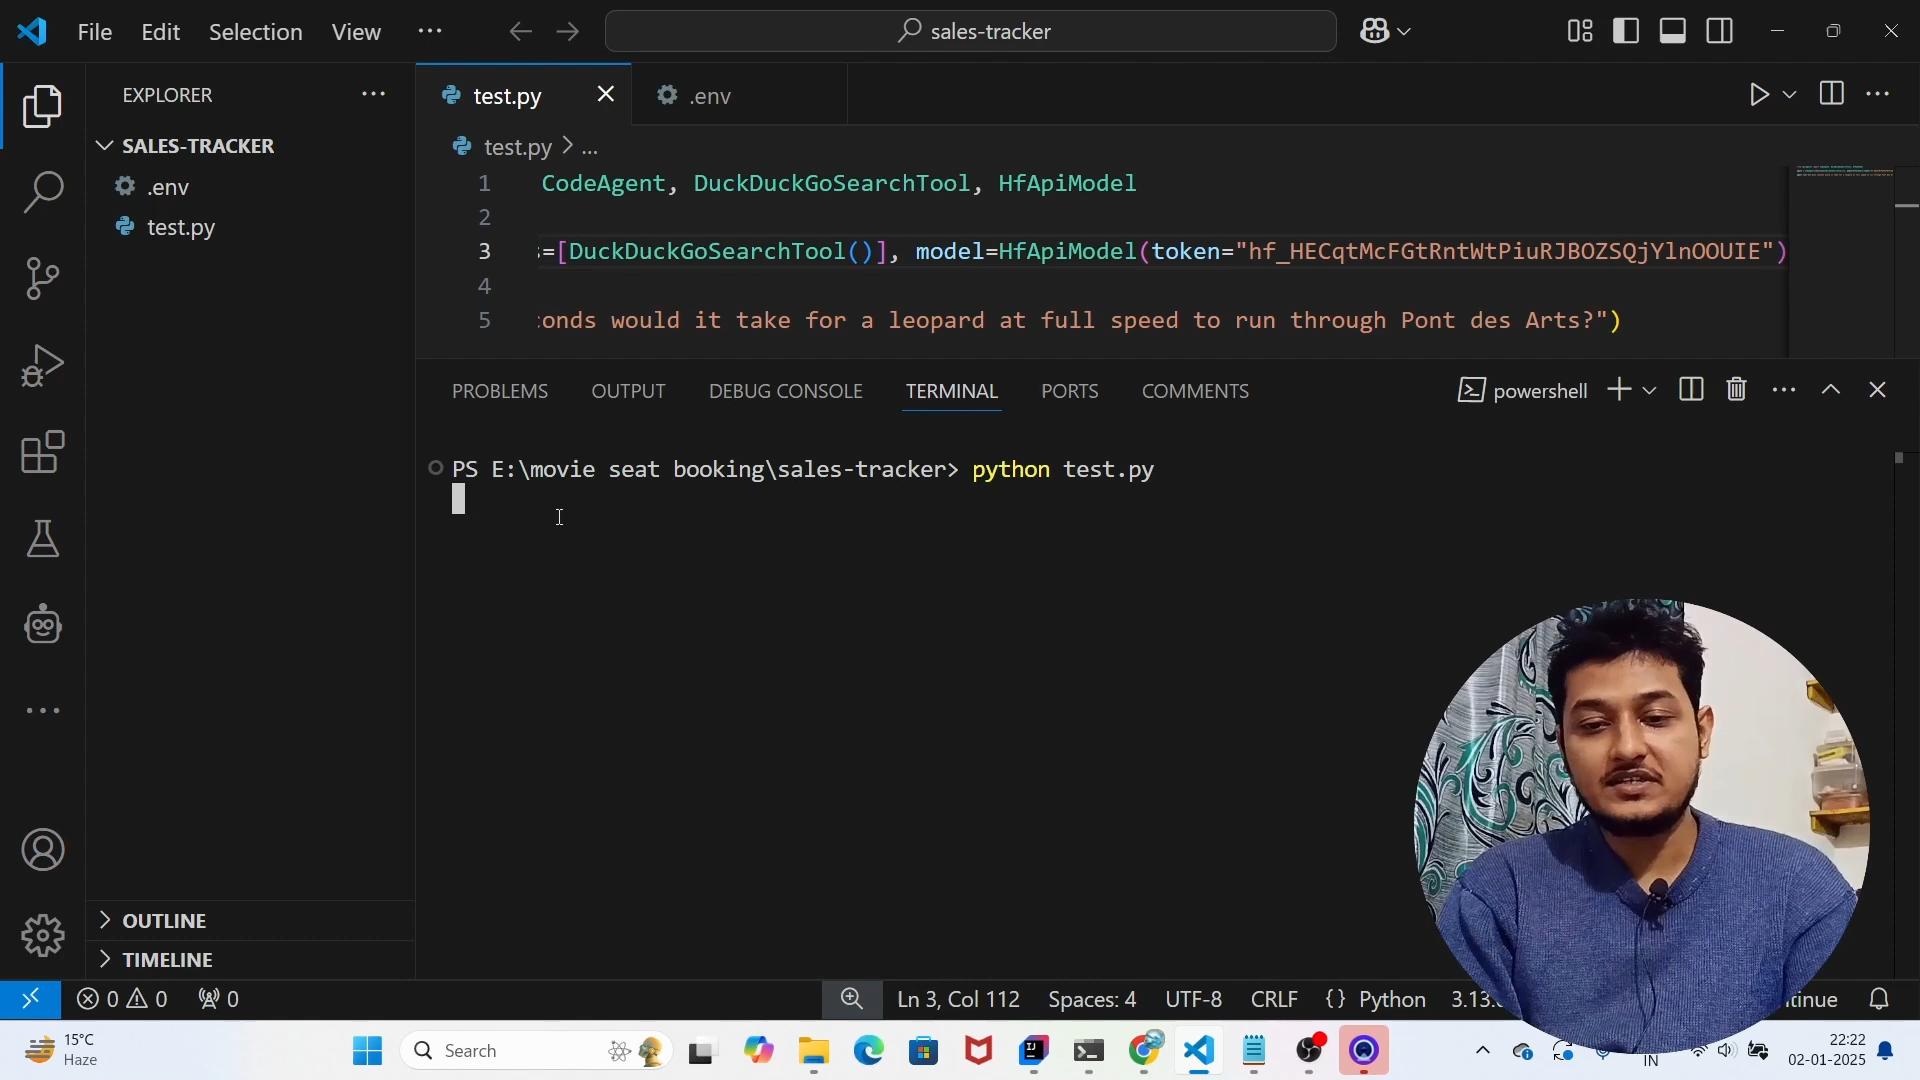 File Edit Selection View ... sales-tracker
EXPLORER ...
test.py
.env
SALES-TRACKER
.env
test.py
test.py > ...
1 CodeAgent, DuckDuckGoSearchTool, HfApiModel
2
3 =[DuckDuckGoSearchTool()], model=HfApiModel(token="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")
4
5 onds would it take for a leopard at full speed to run through Pont des Arts?")
PROBLEMS OUTPUT DEBUG CONSOLE TERMINAL PORTS COMMENTS powershell
PS E:\movie seat booking\sales-tracker> python test.py
OUTLINE
TIMELINE
0 0 0 Ln 3, Col 112 Spaces: 4 UTF-8 CRLF {} Python 3.13.
15°C
Haze
Search
IN
22:22
02-01-2025